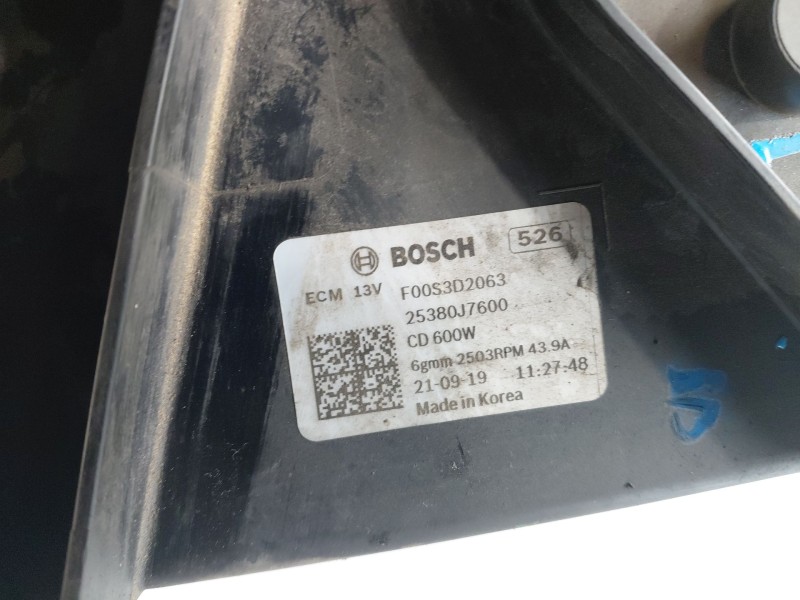 BOSCH 526
ECM 13V F00S3D2063
25380J7600
CD 600W
6gmm 2503RPM 43.9A
21-09-19 11:27:48
Made in Korea